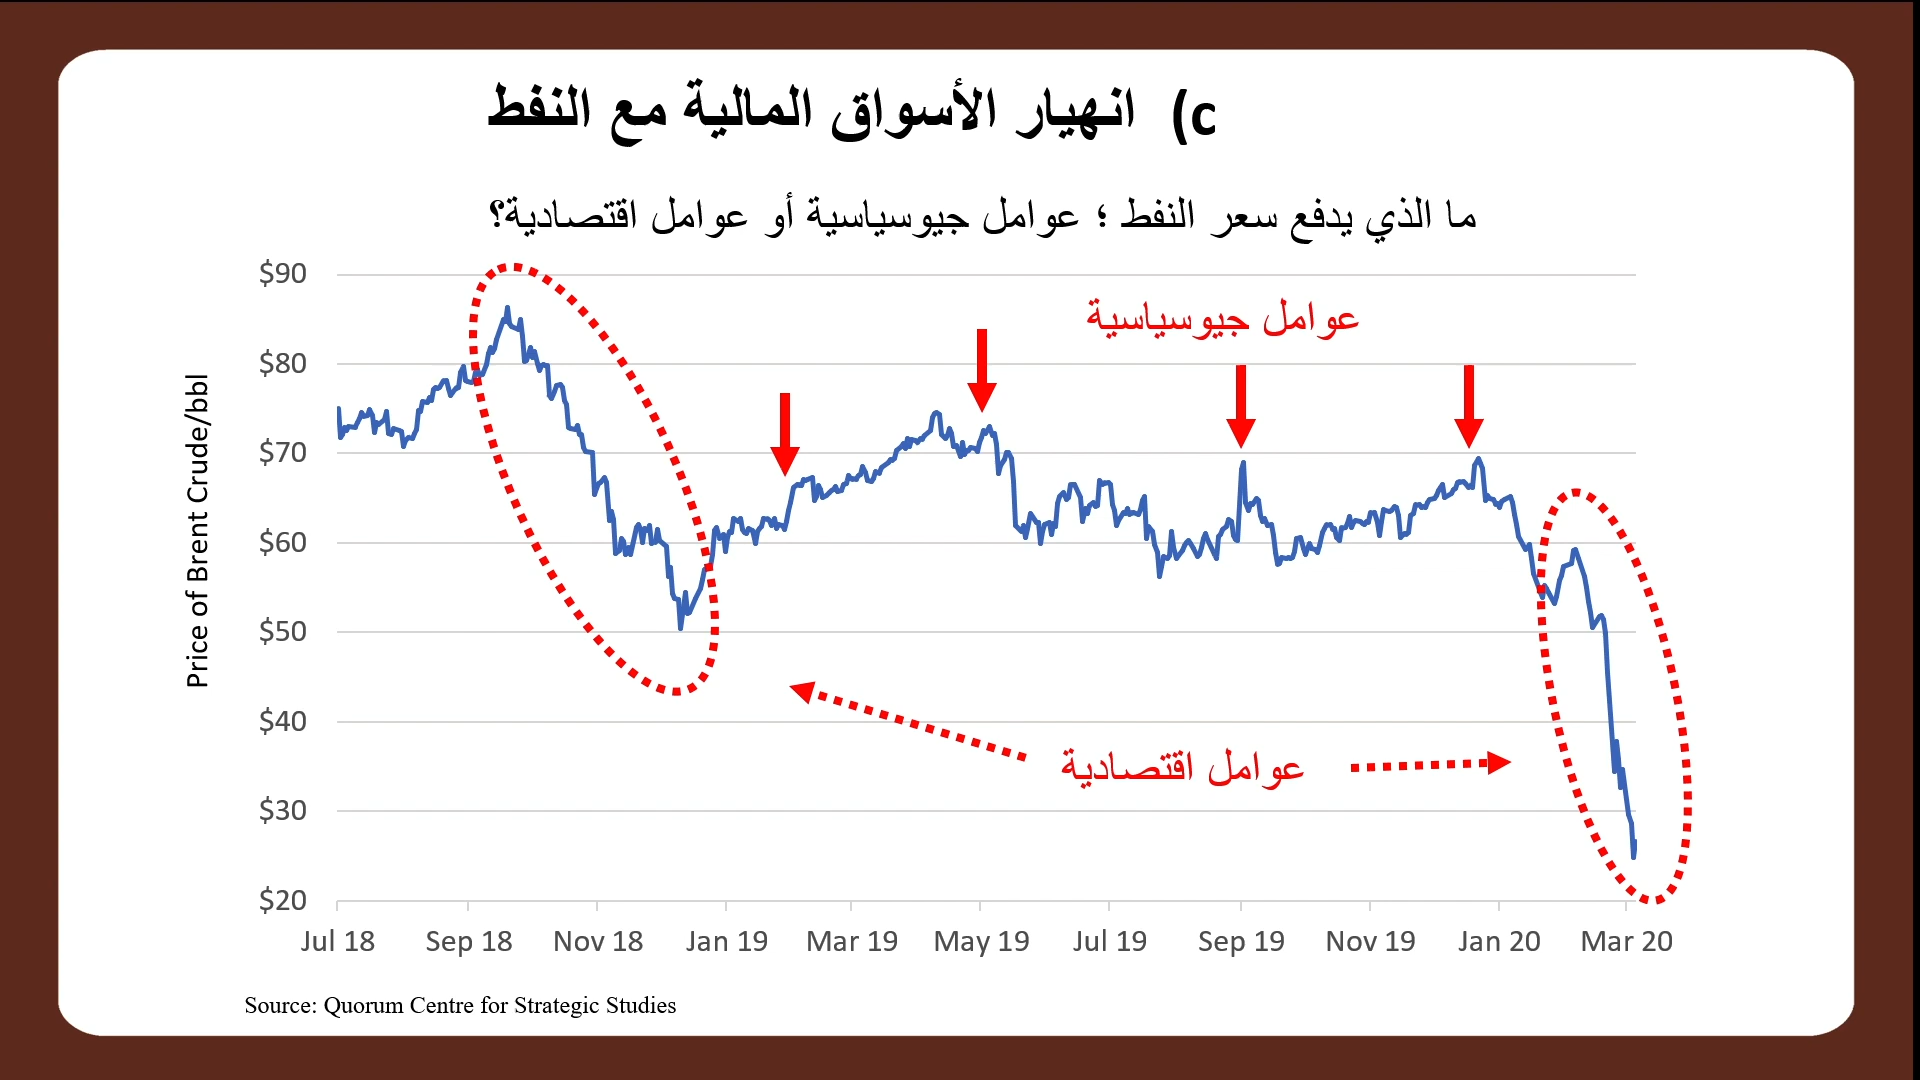 c) انهيار الأسواق المالية مع النفط
ما الذي يدفع سعر النفط ؛ عوامل جيوسياسية أو عوامل اقتصادية؟
Price of Brent Crude/bbl
$90
$80
$70
$60
$50
$40
$30
$20
عوامل جيوسياسية
عوامل اقتصادية
Jul 18 Sep 18 Nov 18 Jan 19 Mar 19 May 19 Jul 19 Sep 19 Nov 19 Jan 20 Mar 20
Source: Quorum Centre for Strategic Studies